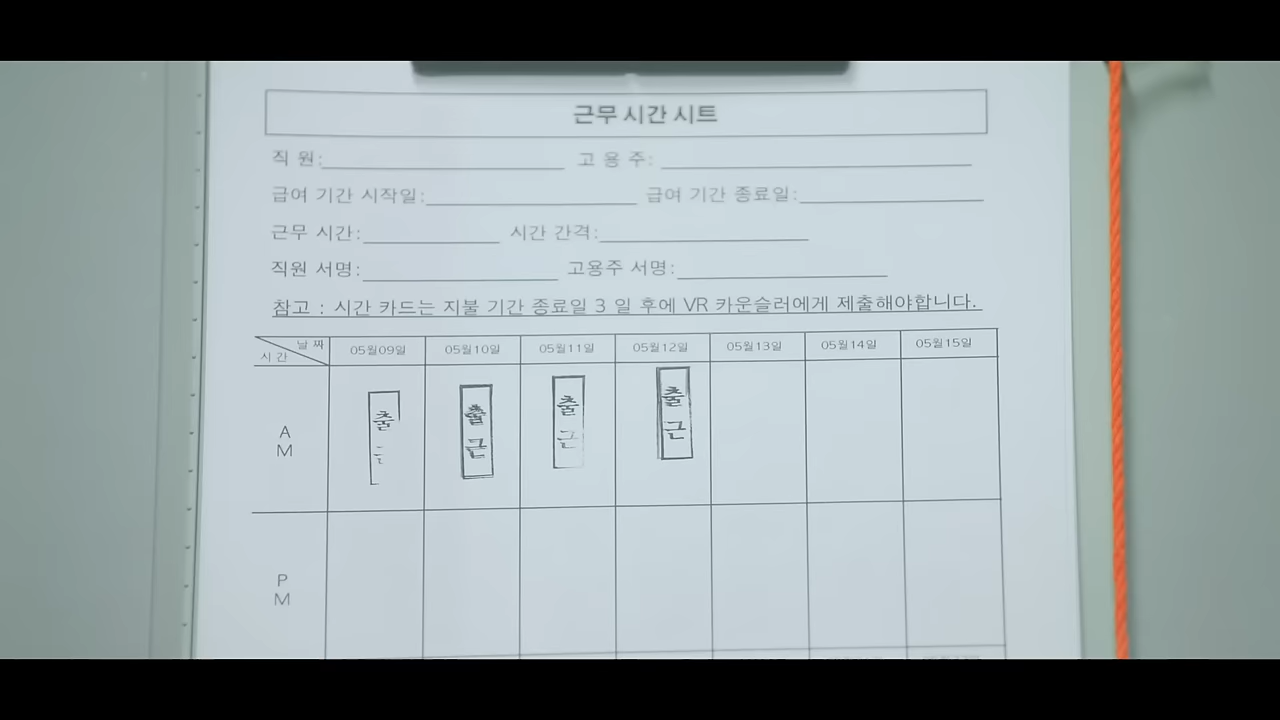 근무 시간 시트
직 원: 고 용 주:
급여 기간 시작일: 급여 기간 종료일:
근무 시간: 시간 간격:
직원 서명: 고용주 서명:
참고 : 시간 카드는 지불 기간 종료일 3 일 후에 VR 카운슬러에게 제출해야합니다.
날 짜
시 간 05월09일 05월10일 05월11일 05월12일 05월13일 05월14일 05월15일
AM 출근 출근 출근 출근
PM